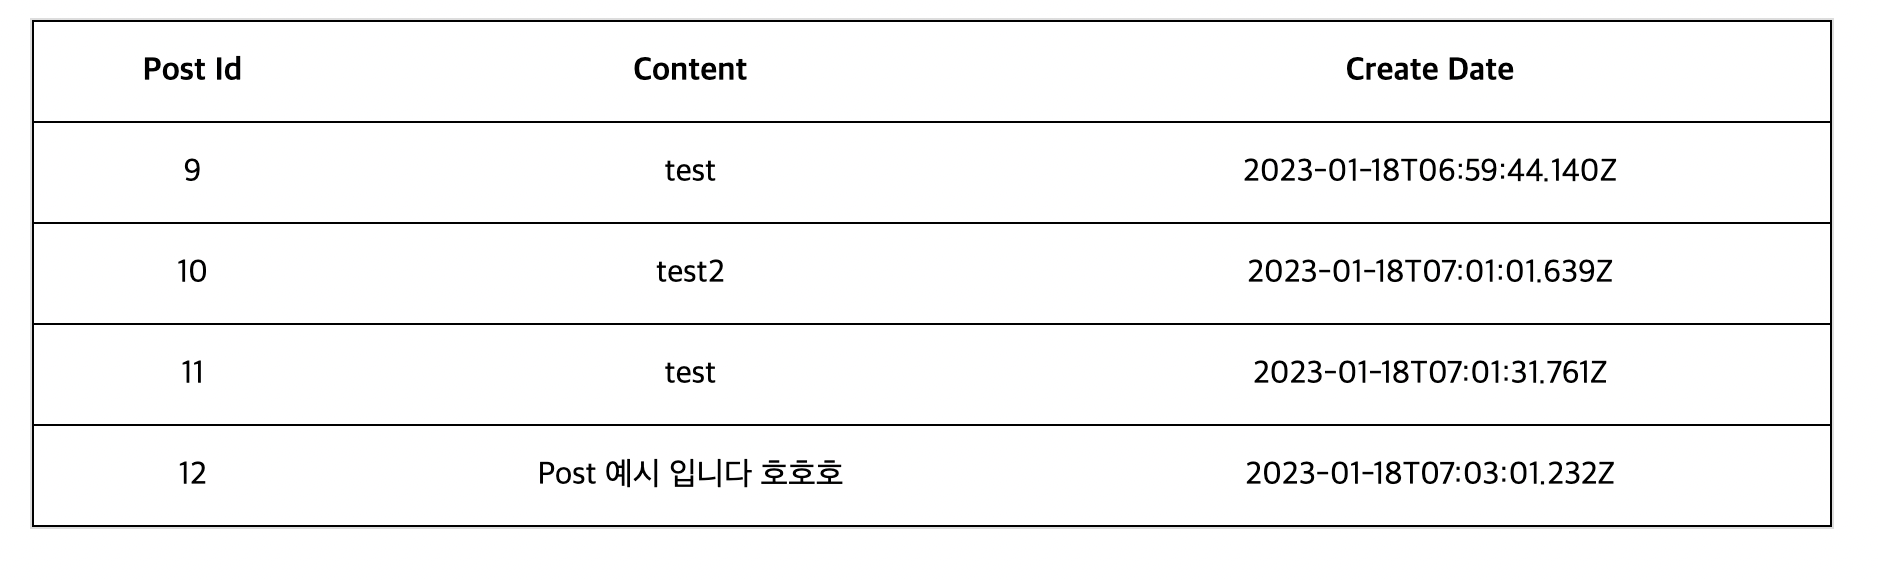 Post Id Content Create Date
9 test 2023-01-18T06:59:44.140Z
10 test2 2023-01-18T07:01:01.639Z
11 test 2023-01-18T07:01:31.761Z
12 Post 예시 입니다 호호호 2023-01-18T07:03:01.232Z